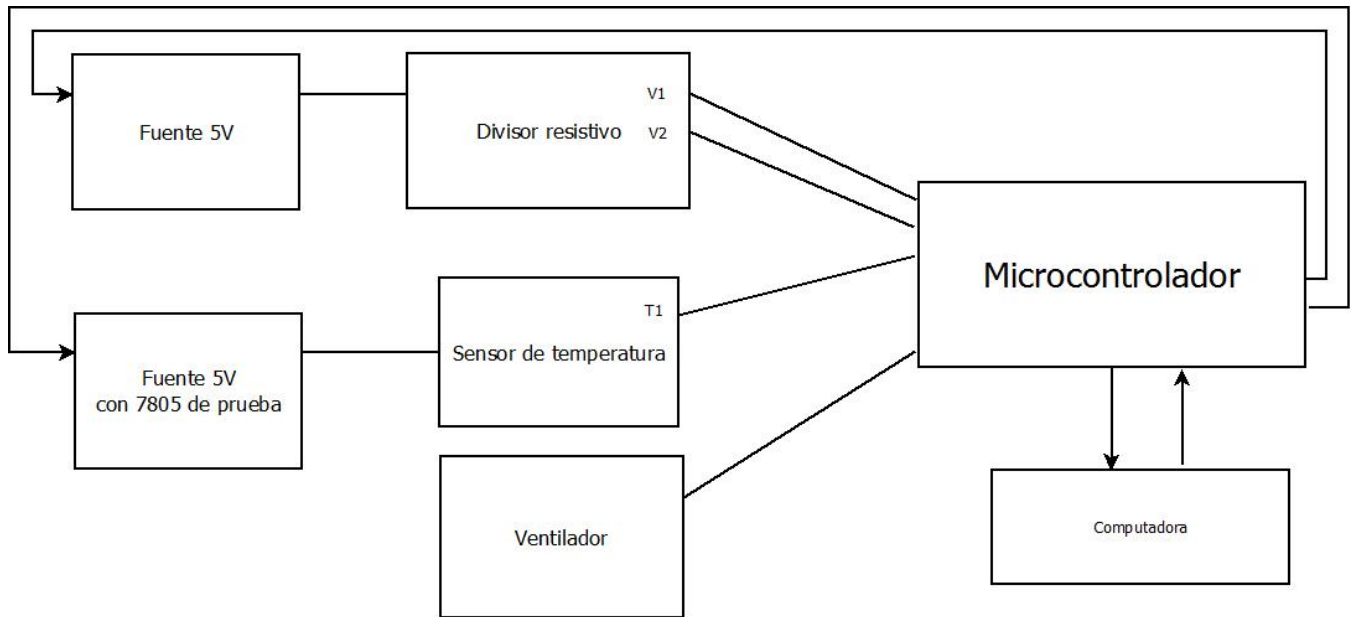 Fuente 5V
Divisor resistivo
V1
V2
Microcontrolador
T1
Sensor de temperatura
Fuente 5V
con 7805 de prueba
Ventilador
Computadora